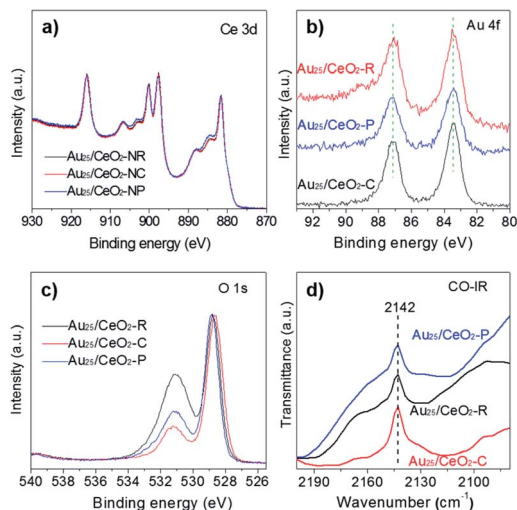 a)
Ce 3d
Intensity (a.u.)
Au₂₅/CeO₂-NR
Au₂₅/CeO₂-NC
Au₂₅/CeO₂-NP
930 920 910 900 890 880 870
Binding energy (eV)
b)
Au 4f
Intensity (a.u.)
Au₂₅/CeO₂-R
Au₂₅/CeO₂-P
Au₂₅/CeO₂-C
92 90 88 86 84 82 80
Binding energy (eV)
c)
O 1s
Intensity (a.u.)
Au₂₅/CeO₂-R
Au₂₅/CeO₂-C
Au₂₅/CeO₂-P
540 538 536 534 532 530 528 526
Binding energy (eV)
d)
2142
CO-IR
Transmittance (a.u.)
Au₂₅/CeO₂-P
Au₂₅/CeO₂-R
Au₂₅/CeO₂-C
2190 2160 2130 2100
Wavenumber (cm⁻¹)